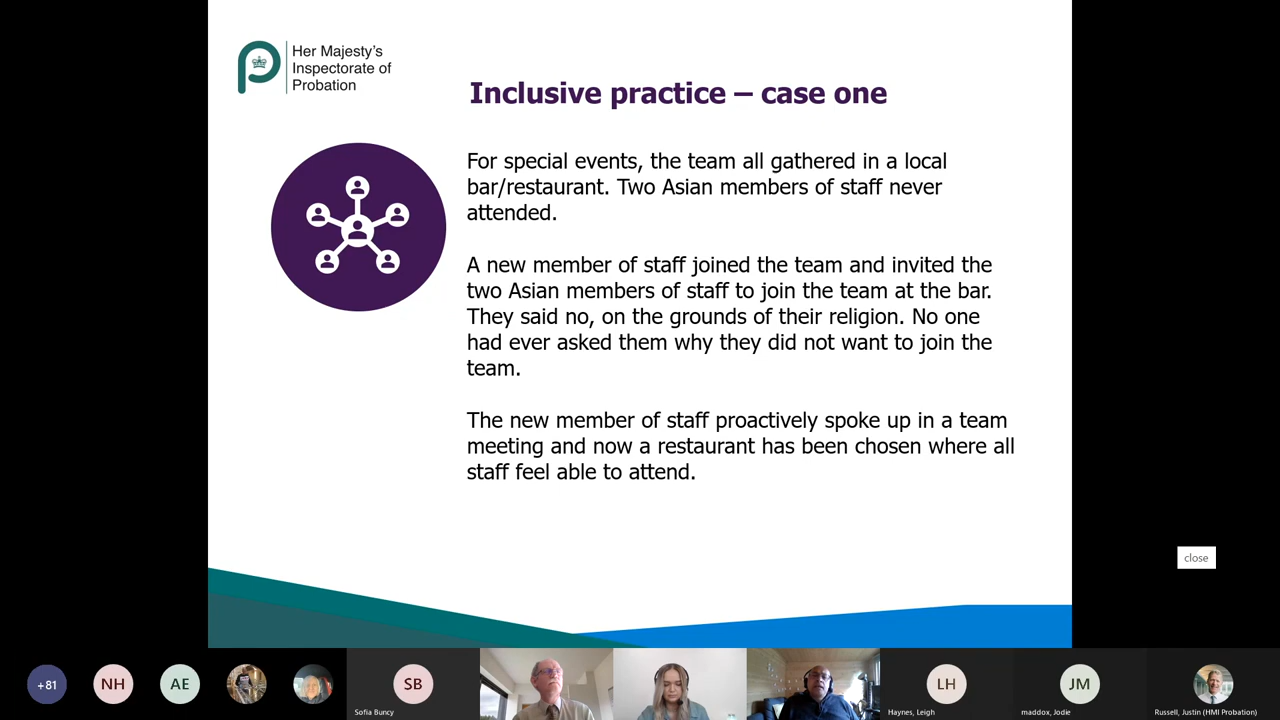 Her Majesty's
Inspectorate of
Probation
Inclusive practice – case one
For special events, the team all gathered in a local
bar/restaurant. Two Asian members of staff never
attended.
A new member of staff joined the team and invited the
two Asian members of staff to join the team at the bar.
They said no, on the grounds of their religion. No one
had ever asked them why they did not want to join the
team.
The new member of staff proactively spoke up in a team
meeting and now a restaurant has been chosen where all
staff feel able to attend.
close
+81
NH
AE
SB
Sofia Buncy
LH
Haynes, Leigh
JM
maddox, Jodie
Russell, Justin (HMI Probation)